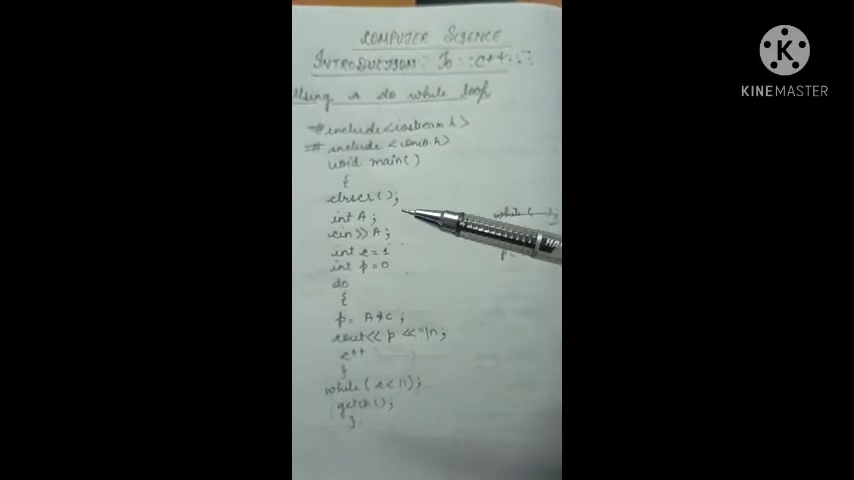 COMPUTER SCIENCE
INTRODUCTION: To :: C++ ::
Using a do while loop
#include<iostream.h>
#include <conio.h>
void main()
{
clrscr();
int A;
cin>>A;
int c=1
int p=0
do
{
p= A*c;
cout<< p <<"\n;
c++
}
while(c<11);
getch();
}
while( );
p=
K
KINEMASTER